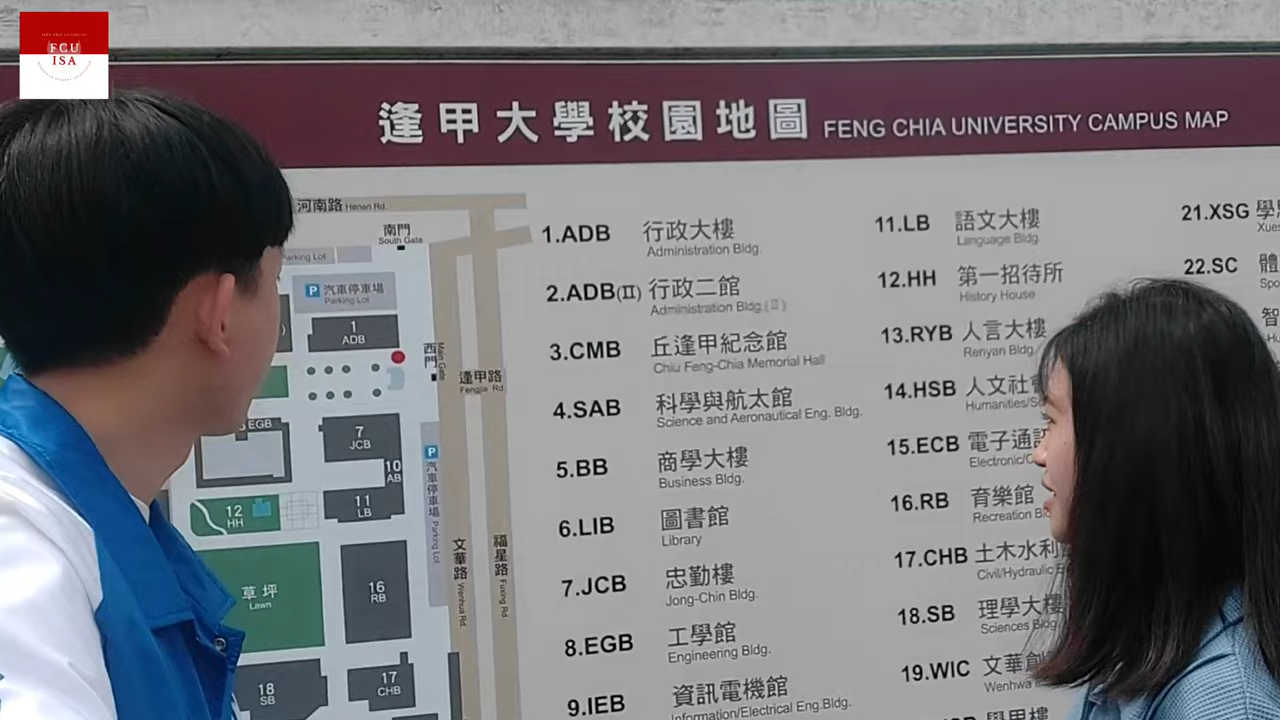 FCU
ISA
逢甲大學校園地圖 FENG CHIA UNIVERSITY CAMPUS MAP
河南路 Henan Rd.
南門
South Gate
Parking Lot
P 汽車停車場
Parking Lot
1
ADB
西門
Main Gate
逢甲路
Fengjia Rd.
EGB
7
JCB
10
AB
P
汽車停車場 Parking Lot
11
LB
12
HH
草坪
Lawn
16
RB
文華路 Wenhua Rd.
福星路 Fuxing Rd.
18
SB
17
CHB
1.ADB 行政大樓
Administration Bldg.
2.ADB(II) 行政二館
Administration Bldg.(II)
3.CMB 丘逢甲紀念館
Chiu Feng-Chia Memorial Hall
4.SAB 科學與航太館
Science and Aeronautical Eng. Bldg.
5.BB 商學大樓
Business Bldg.
6.LIB 圖書館
Library
7.JCB 忠勤樓
Jong-Chin Bldg.
8.EGB 工學館
Engineering Bldg.
9.IEB 資訊電機館
Information/Electrical Eng.Bldg.
11.LB 語文大樓
Language Bldg.
12.HH 第一招待所
History House
13.RYB 人言大樓
Renyan Bldg.
14.HSB 人文社
Humanities/S
15.ECB 電子通訊
Electronic/C
16.RB 育樂館
Recreation B
17.CHB 土木水利
Civil/Hydraulic E
18.SB 理學大樓
Sciences Bldg.
19.WIC 文華創
Wenhwa
21.XSG 學
Xues
22.SC 體
Spo
智